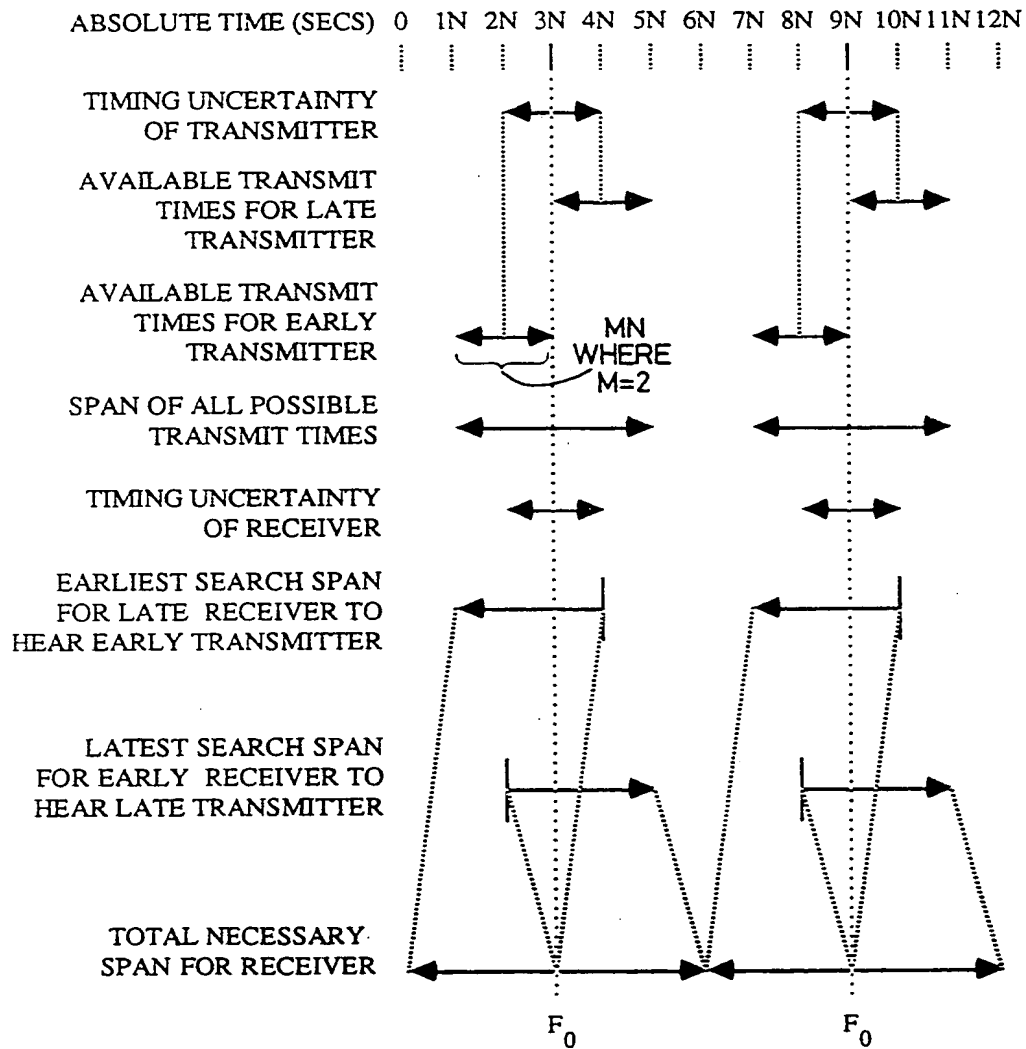 ABSOLUTE TIME (SECS) 0 1N 2N 3N 4N 5N 6N 7N 8N 9N 10N 11N 12N
TIMING UNCERTAINTY
OF TRANSMITTER
AVAILABLE TRANSMIT
TIMES FOR LATE
TRANSMITTER
AVAILABLE TRANSMIT
TIMES FOR EARLY
TRANSMITTER
MN
WHERE
M=2
SPAN OF ALL POSSIBLE
TRANSMIT TIMES
TIMING UNCERTAINTY
OF RECEIVER
EARLIEST SEARCH SPAN
FOR LATE RECEIVER TO
HEAR EARLY TRANSMITTER
LATEST SEARCH SPAN
FOR EARLY RECEIVER TO
HEAR LATE TRANSMITTER
TOTAL NECESSARY
SPAN FOR RECEIVER
F0 F0